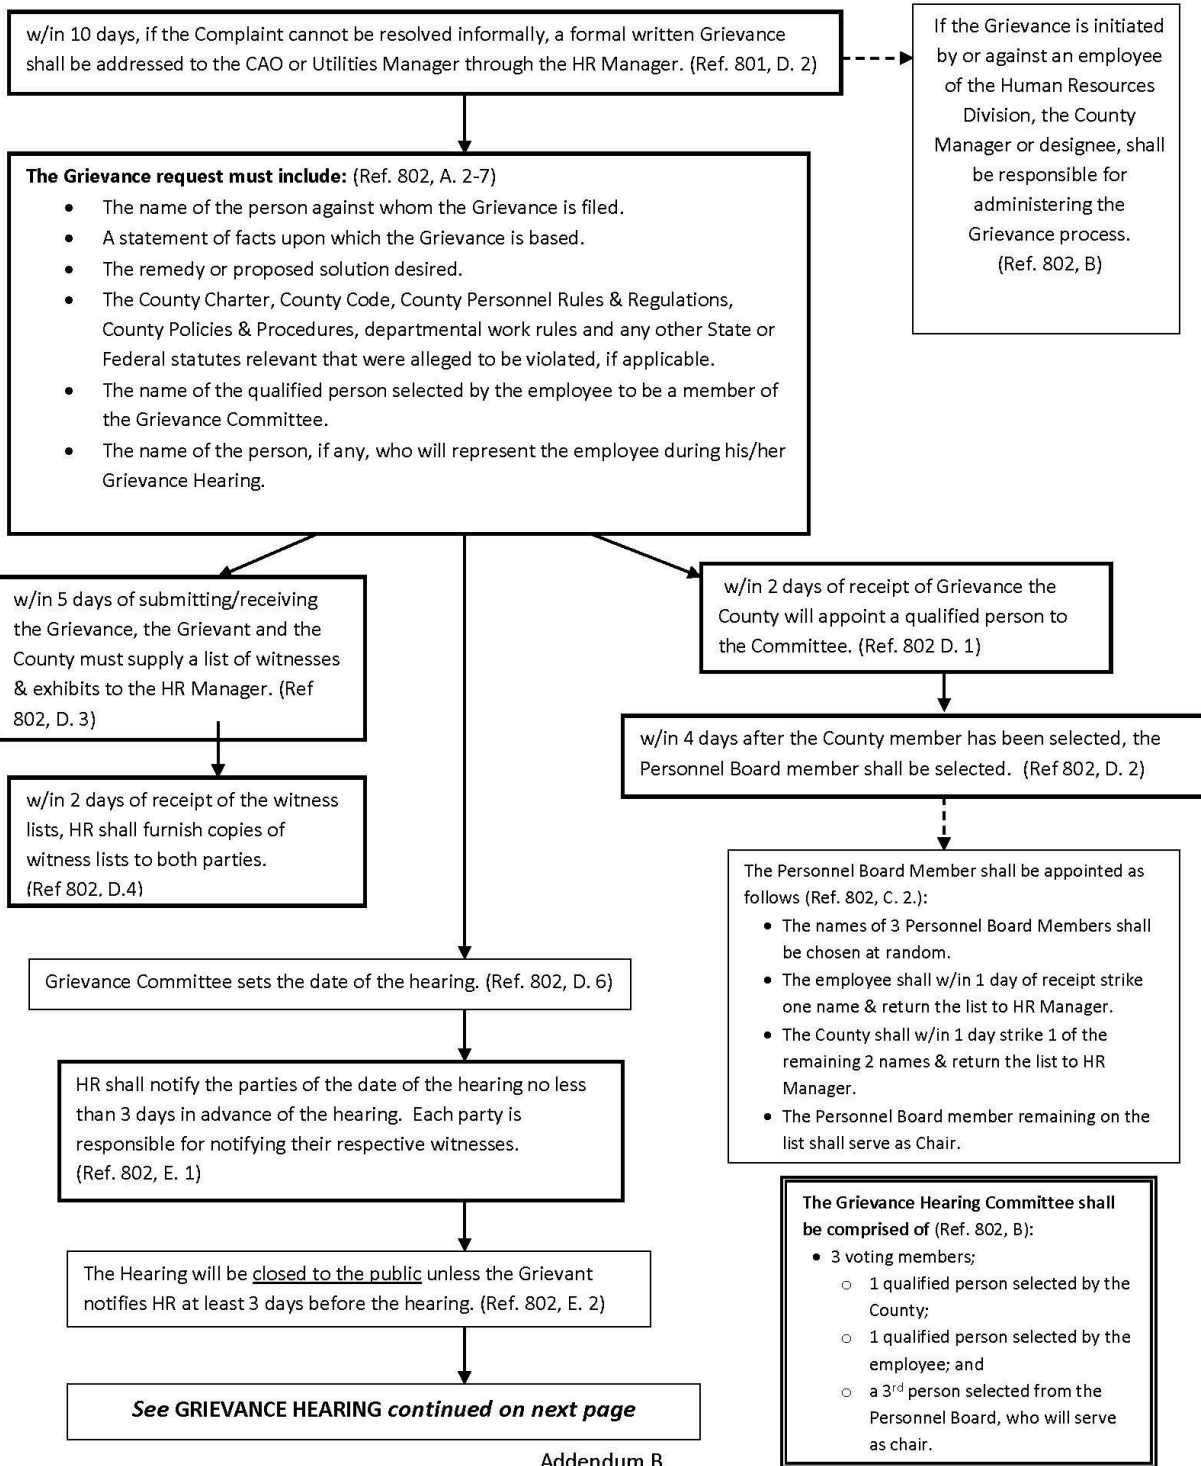 w/in 10 days, if the Complaint cannot be resolved informally, a formal written Grievance
shall be addressed to the CAO or Utilities Manager through the HR Manager. (Ref. 801, D. 2)
If the Grievance is initiated
by or against an employee
of the Human Resources
Division, the County
Manager or designee, shall
be responsible for
administering the
Grievance process.
(Ref. 802, B)
The Grievance request must include: (Ref. 802, A. 2-7)
• The name of the person against whom the Grievance is filed.
• A statement of facts upon which the Grievance is based.
• The remedy or proposed solution desired.
• The County Charter, County Code, County Personnel Rules & Regulations,
County Policies & Procedures, departmental work rules and any other State or
Federal statutes relevant that were alleged to be violated, if applicable.
• The name of the qualified person selected by the employee to be a member of
the Grievance Committee.
• The name of the person, if any, who will represent the employee during his/her
Grievance Hearing.
w/in 5 days of submitting/receiving
the Grievance, the Grievant and the
County must supply a list of witnesses
& exhibits to the HR Manager. (Ref
802, D. 3)
w/in 2 days of receipt of the witness
lists, HR shall furnish copies of
witness lists to both parties.
(Ref 802, D.4)
w/in 2 days of receipt of Grievance the
County will appoint a qualified person to
the Committee. (Ref. 802 D. 1)
w/in 4 days after the County member has been selected, the
Personnel Board member shall be selected. (Ref 802, D. 2)
The Personnel Board Member shall be appointed as
follows (Ref. 802, C. 2.):
• The names of 3 Personnel Board Members shall
be chosen at random.
• The employee shall w/in 1 day of receipt strike
one name & return the list to HR Manager.
• The County shall w/in 1 day strike 1 of the
remaining 2 names & return the list to HR
Manager.
• The Personnel Board member remaining on the
list shall serve as Chair.
Grievance Committee sets the date of the hearing. (Ref. 802, D. 6)
HR shall notify the parties of the date of the hearing no less
than 3 days in advance of the hearing. Each party is
responsible for notifying their respective witnesses.
(Ref. 802, E. 1)
The Hearing will be closed to the public unless the Grievant
notifies HR at least 3 days before the hearing. (Ref. 802, E. 2)
See GRIEVANCE HEARING continued on next page
The Grievance Hearing Committee shall
be comprised of (Ref. 802, B):
• 3 voting members;
○ 1 qualified person selected by the
County;
○ 1 qualified person selected by the
employee; and
○ a 3rd person selected from the
Personnel Board, who will serve
as chair.
Addendum B